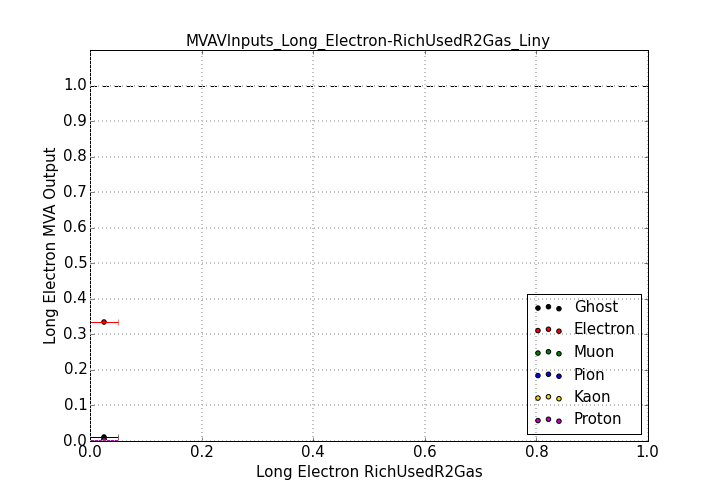 MVAVInputs_Long_Electron-RichUsedR2Gas_Liny
1.0
0.9
0.8
0.7
0.6
0.5
0.4
0.3
0.2
0.1
0.0
Long Electron MVA Output
Ghost
Electron
Muon
Pion
Kaon
Proton
0.0 0.2 0.4 0.6 0.8 1.0
Long Electron RichUsedR2Gas